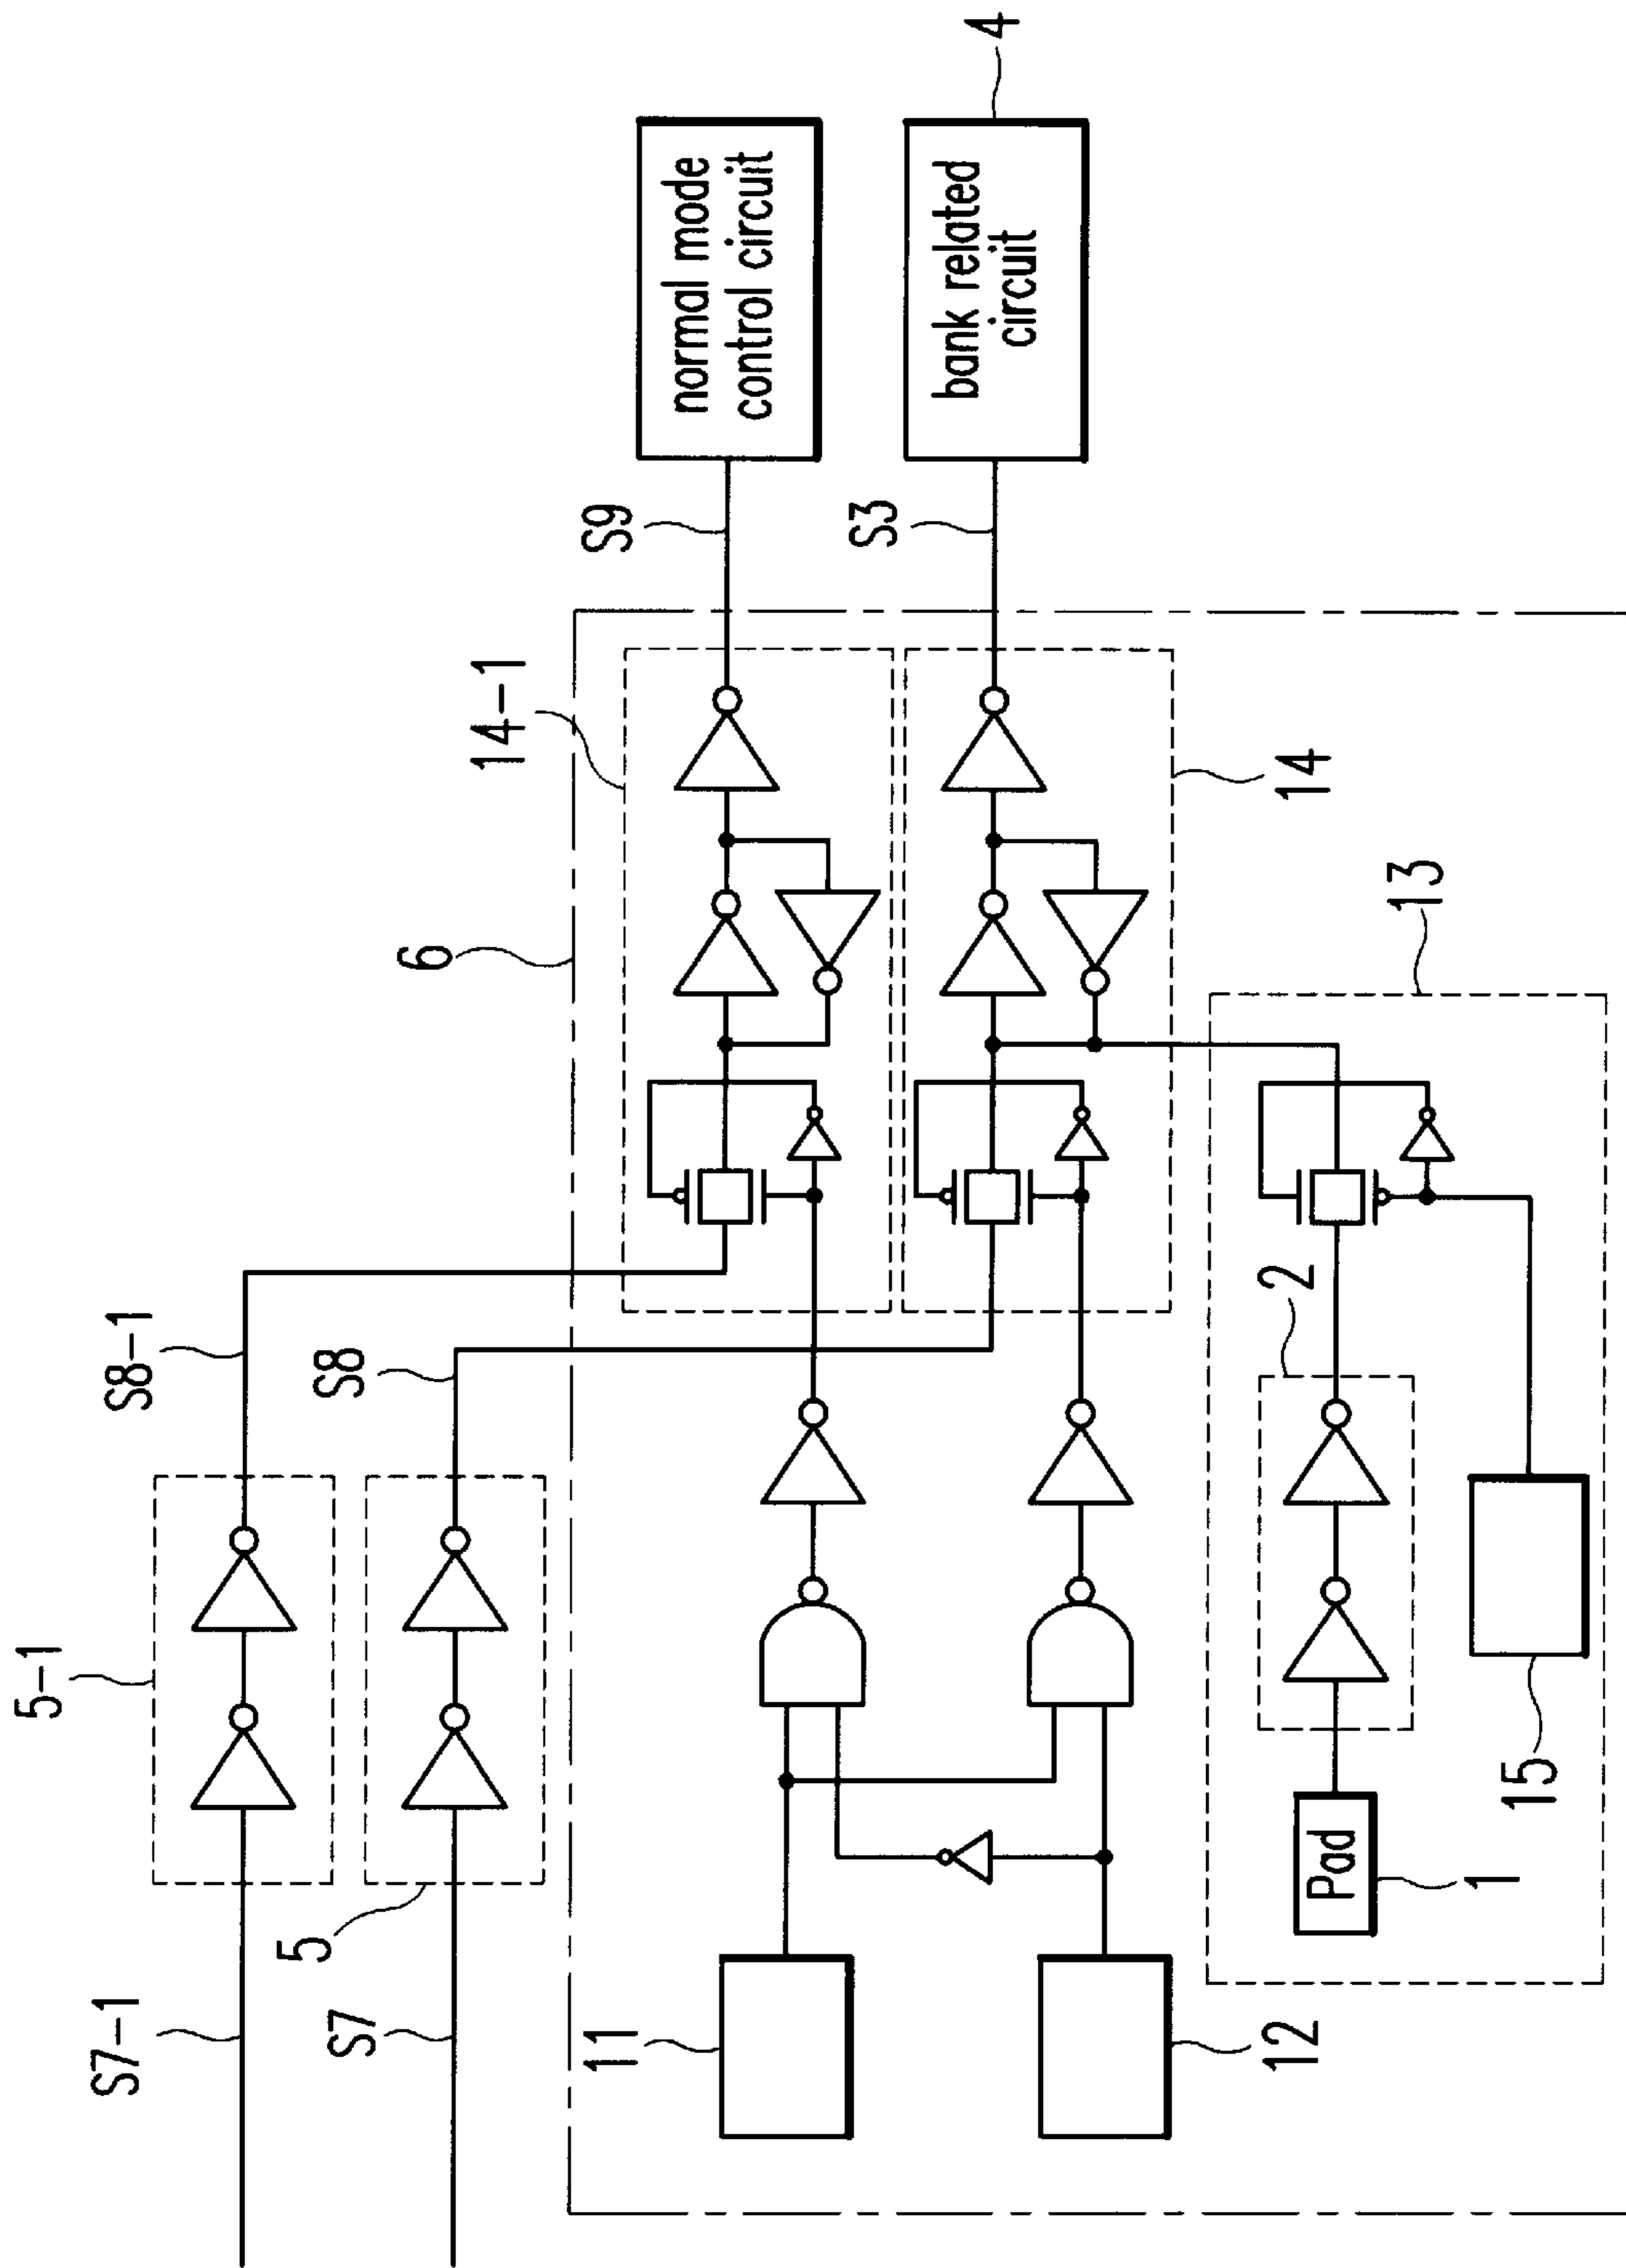 S7-1
5-1
S8-1
S7
5
S8
6
14-1
S9
normal mode
control circuit
11
12
S3
bank related
circuit
4
14
13
Pad
1
2
15